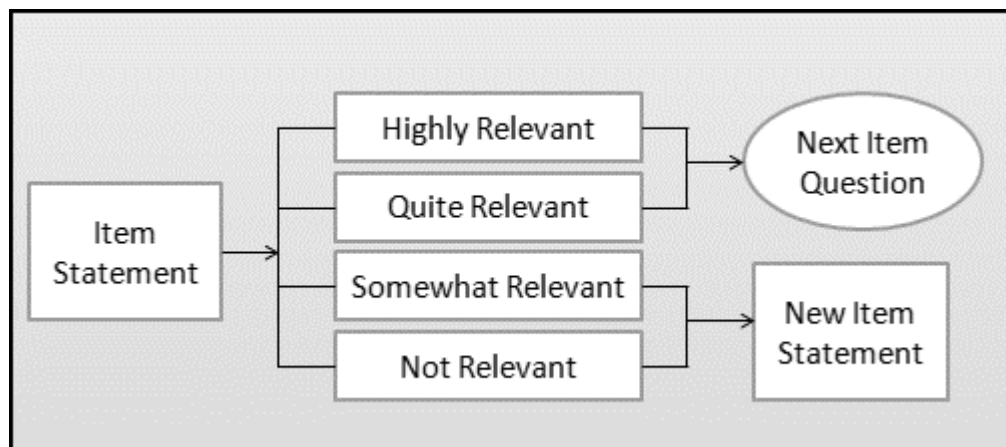 Item
Statement
Highly Relevant
Quite Relevant
Somewhat Relevant
Not Relevant
Next Item
Question
New Item
Statement